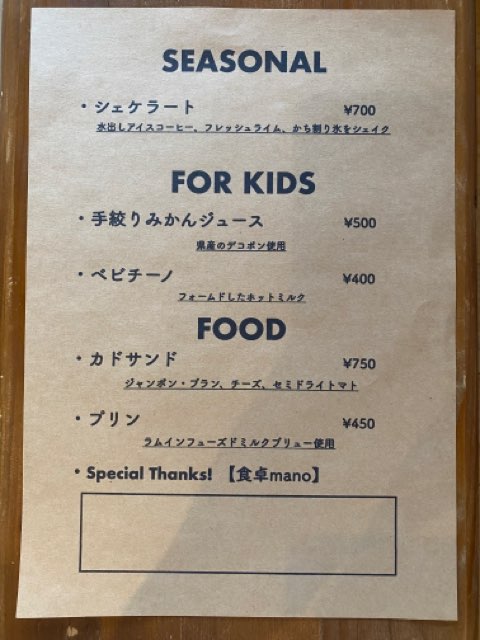 SEASONAL
・シェケラート ¥700
水出しアイスコーヒー、フレッシュライム、かち割り氷をシェイク
FOR KIDS
・手絞りみかんジュース ¥500
県産のデコポン使用
・ベビチーノ ¥400
フォームドしたホットミルク
FOOD
・カドサンド ¥750
ジャンボン・ブラン、チーズ、セミドライトマト
・プリン ¥450
ラムインフューズドミルクブリュー使用
・Special Thanks! 【食卓mano】